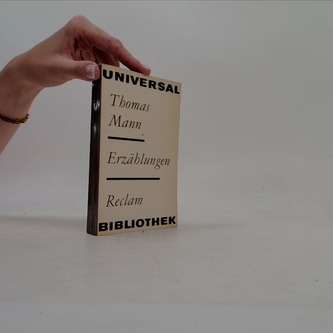 UNIVERSAL
Thomas
Mann
Erzählungen
Reclam
BIBLIOTHEK